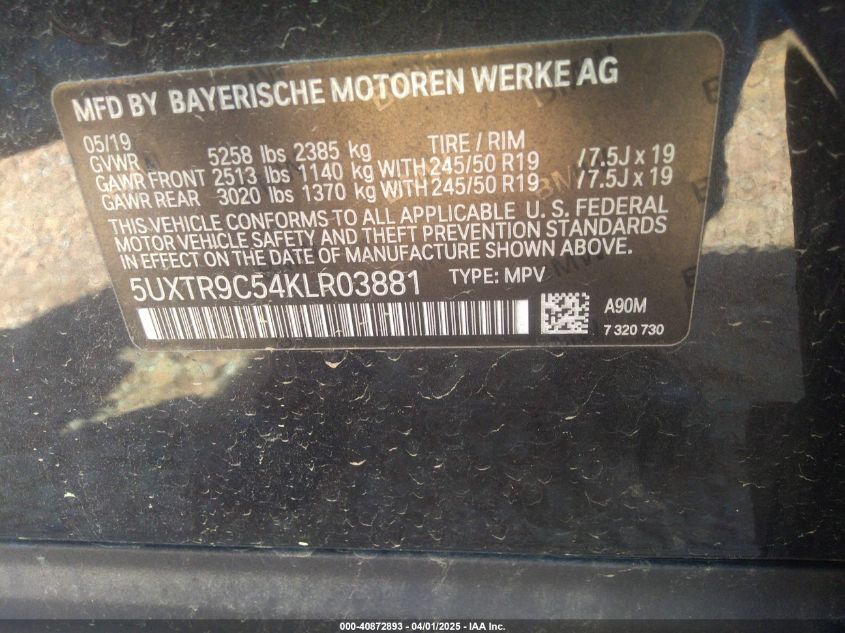 MFD BY BAYERISCHE MOTOREN WERKE AG
05/19 TIRE / RIM
GVWR 5258 lbs 2385 kg
GAWR FRONT 2513 lbs 1140 kg WITH 245/50 R19 /7.5J x 19
GAWR REAR 3020 lbs 1370 kg WITH 245/50 R19 /7.5J x 19
THIS VEHICLE CONFORMS TO ALL APPLICABLE U. S. FEDERAL
MOTOR VEHICLE SAFETY AND THEFT PREVENTION STANDARDS
IN EFFECT ON THE DATE OF MANUFACTURE SHOWN ABOVE.
5UXTR9C54KLR03881 TYPE: MPV
A90M
7 320 730
000-40872893 - 04/01/2025 - IAA Inc.